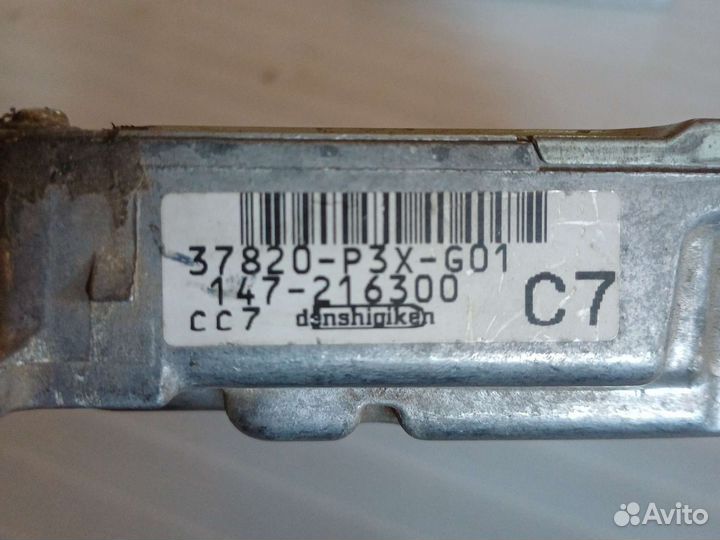 37820-P3X-G01
147-216300
CC7 denshigiken
C7
Avito